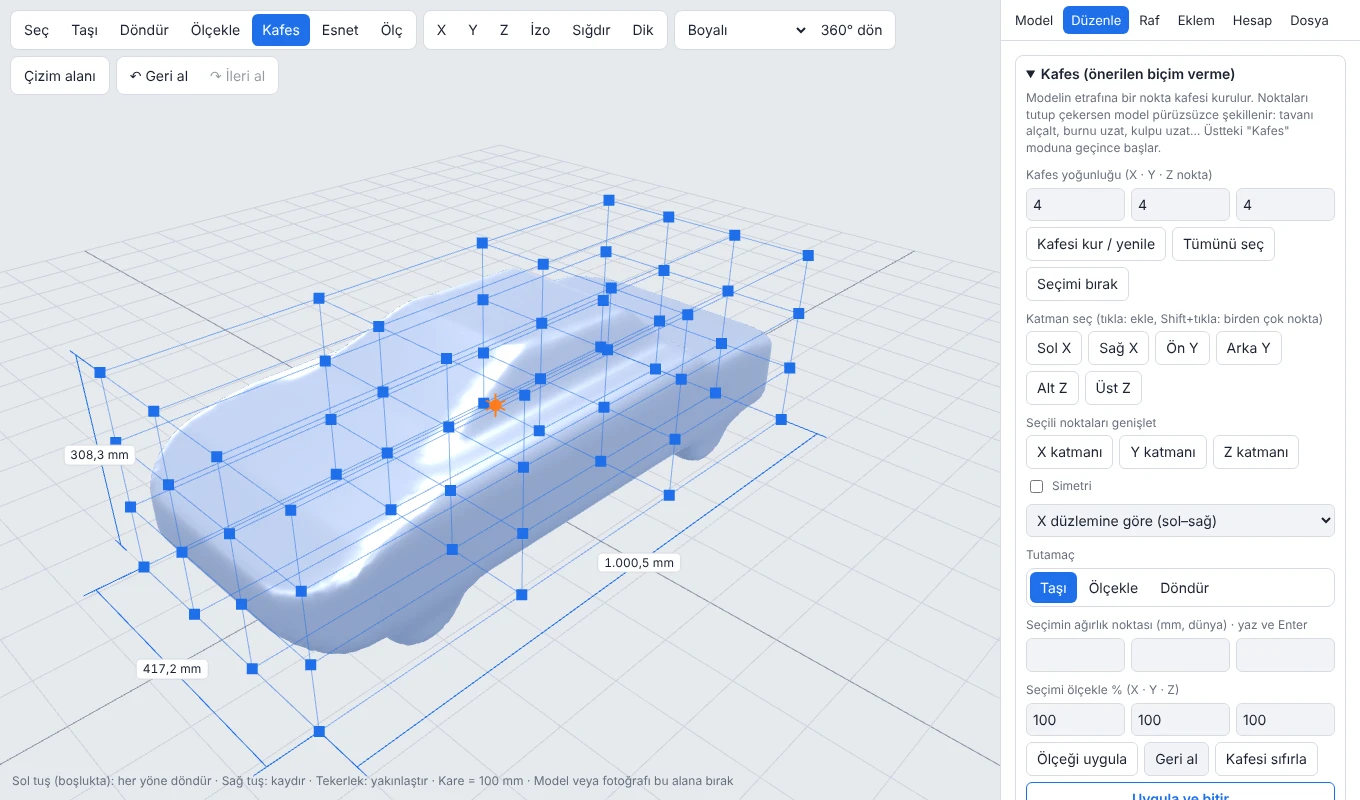 Seç Taşı Döndür Ölçekle Kafes Esnet Ölç X Y Z İzo Sığdır Dik Boyalı 360° dön
Çizim alanı ↶ Geri al ↷ İleri al
308,3 mm
1.000,5 mm
417,2 mm
Sol tuş (boşlukta): her yöne döndür · Sağ tuş: kaydır · Tekerlek: yakınlaştır · Kare = 100 mm · Model veya fotoğrafı bu alana bırak
Model Düzenle Raf Eklem Hesap Dosya
▼ Kafes (önerilen biçim verme)
Modelin etrafına bir nokta kafesi kurulur. Noktaları
tutup çekersen model pürüzsüzce şekillenir: tavanı
alçalt, burnu uzat, kulpu uzat... Üstteki "Kafes"
moduna geçince başlar.
Kafes yoğunluğu (X · Y · Z nokta)
4 4 4
Kafesi kur / yenile Tümünü seç
Seçimi bırak
Katman seç (tıkla: ekle, Shift+tıkla: birden çok nokta)
Sol X Sağ X Ön Y Arka Y
Alt Z Üst Z
Seçili noktaları genişlet
X katmanı Y katmanı Z katmanı
Simetri
X düzlemine göre (sol–sağ)
Tutamaç
Taşı Ölçekle Döndür
Seçimin ağırlık noktası (mm, dünya) · yaz ve Enter
Seçimi ölçekle % (X · Y · Z)
100 100 100
Ölçeği uygula Geri al Kafesi sıfırla
Uygula ve bitir